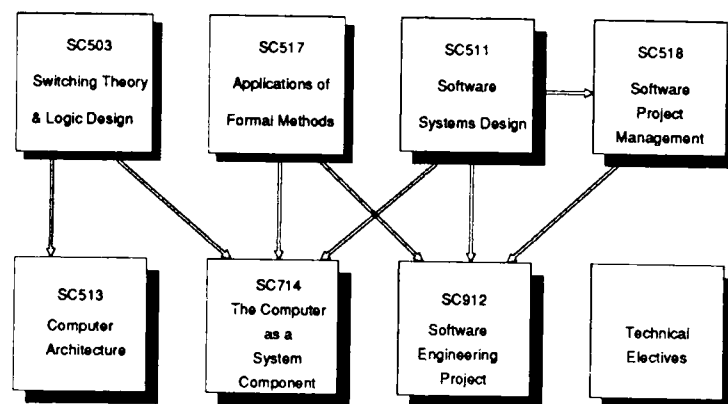 SC503
Switching Theory
& Logic Design
SC517
Applications of
Formal Methods
SC511
Software
Systems Design
SC518
Software
Project
Management
SC513
Computer
Architecture
SC714
The Computer
as a
System
Component
SC912
Software
Engineering
Project
Technical
Electives